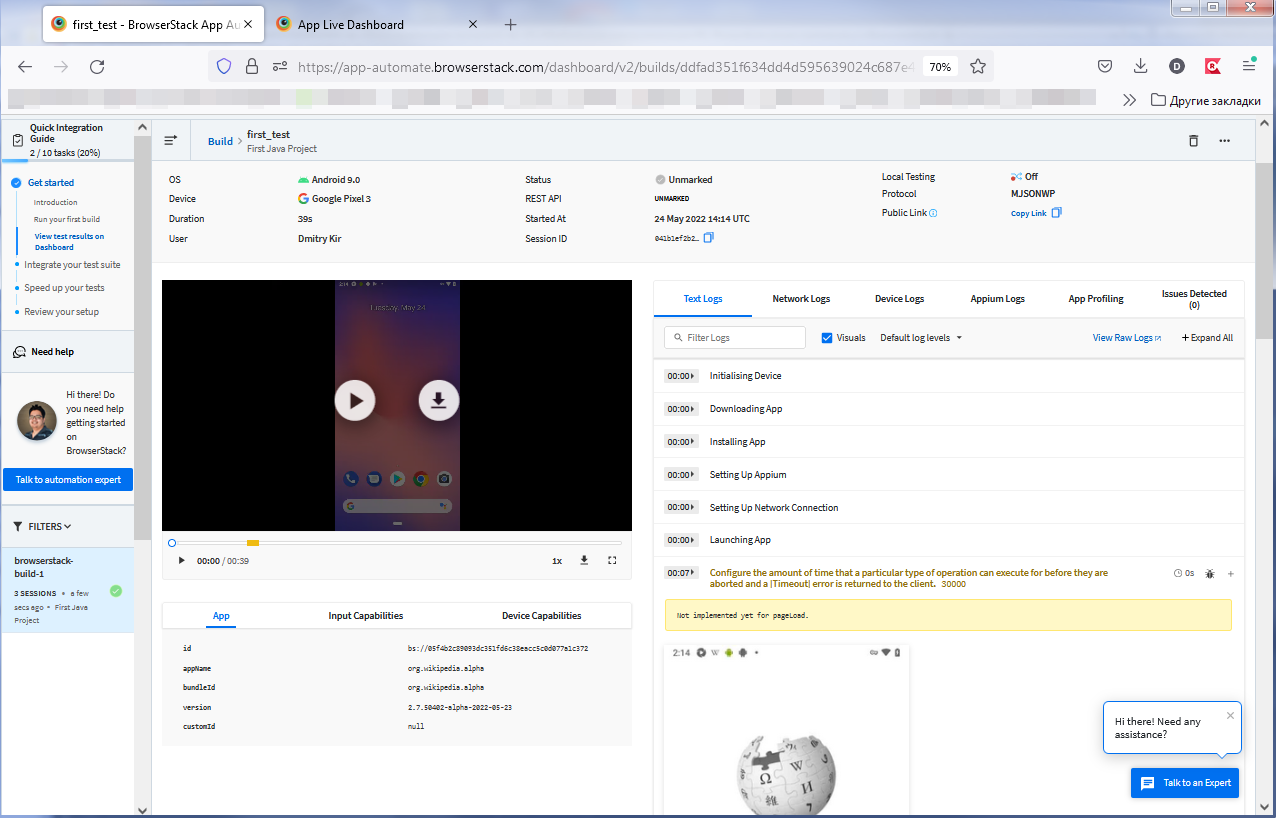 first_test - BrowserStack App Au
App Live Dashboard
https://app-automate.browserstack.com/dashboard/v2/builds/ddfad351f634dd4d595639024c687e4
70%
D
Другие закладки
Quick Integration
Guide
2 / 10 tasks (20%)
Get started
Introduction
Run your first build
View test results on
Dashboard
Integrate your test suite
Speed up your tests
Review your setup
Need help
Hi there! Do
you need help
getting started
on
BrowserStack?
Talk to automation expert
FILTERS
browserstack-
build-1
3 SESSIONS • a few
secs ago • First Java
Project
Build
first_test
First Java Project
OS
Android 9.0
Device
Google Pixel 3
Duration
39s
User
Dmitry Kir
Status
Unmarked
REST API
UNMARKED
Started At
24 May 2022 14:14 UTC
Session ID
041b1ef2b2…
Local Testing
Off
Protocol
MJSONWP
Public Link
Copy Link
2:14
Tuesday, May 24
00:00 / 00:39
1x
App
Input Capabilities
Device Capabilities
id
bs://05f4b2c89093dc351fd6c38eacc5c0d077a1c372
appName
org.wikipedia.alpha
bundleId
org.wikipedia.alpha
version
2.7.50402-alpha-2022-05-23
customId
null
Text Logs
Network Logs
Device Logs
Appium Logs
App Profiling
Issues Detected
(0)
Filter Logs
Visuals
Default log levels
View Raw Logs
+ Expand All
00:00 Initialising Device
00:00 Downloading App
00:00 Installing App
00:00 Setting Up Appium
00:00 Setting Up Network Connection
00:00 Launching App
00:07 Configure the amount of time that a particular type of operation can execute for before they are
aborted and a |Timeout| error is returned to the client. 30000
0s
Not implemented yet for pageLoad.
2:14
W
Ω
W
И
維
7
Hi there! Need any
assistance?
Talk to an Expert